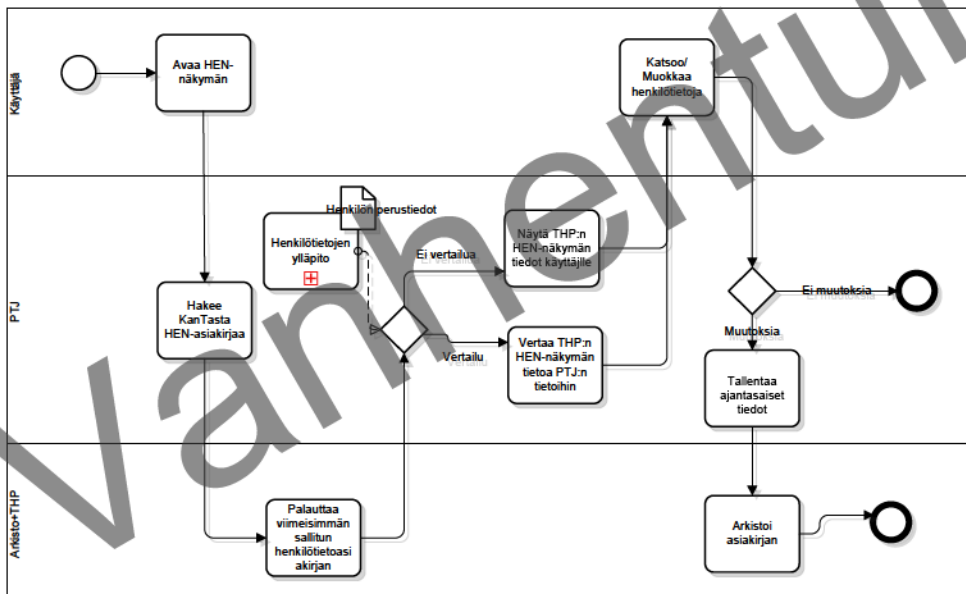 Käyttäjä
Avaa HEN-
näkymän
Katsoo/
Muokkaa
henkilötietoja
PTJ
Henkilön perustiedot
Henkilötietojen
ylläpito
Ei vertailua
Näytä THP:n
HEN-näkymän
tiedot käyttäjille
Hakee
KanTasta
HEN-asiakirjaa
Vertailu
Vertaa THP:n
HEN-näkymän
tietoa PTJ:n
tietoihin
Ei muutoksia
Muutoksia
Tallentaa
ajantasaiset
tiedot
Arkisto+THP
Palauttaa
viimeisimmän
sallitun
henkilötietoasi
akirjan
Arkistoi
asiakirjan
Vanhentun